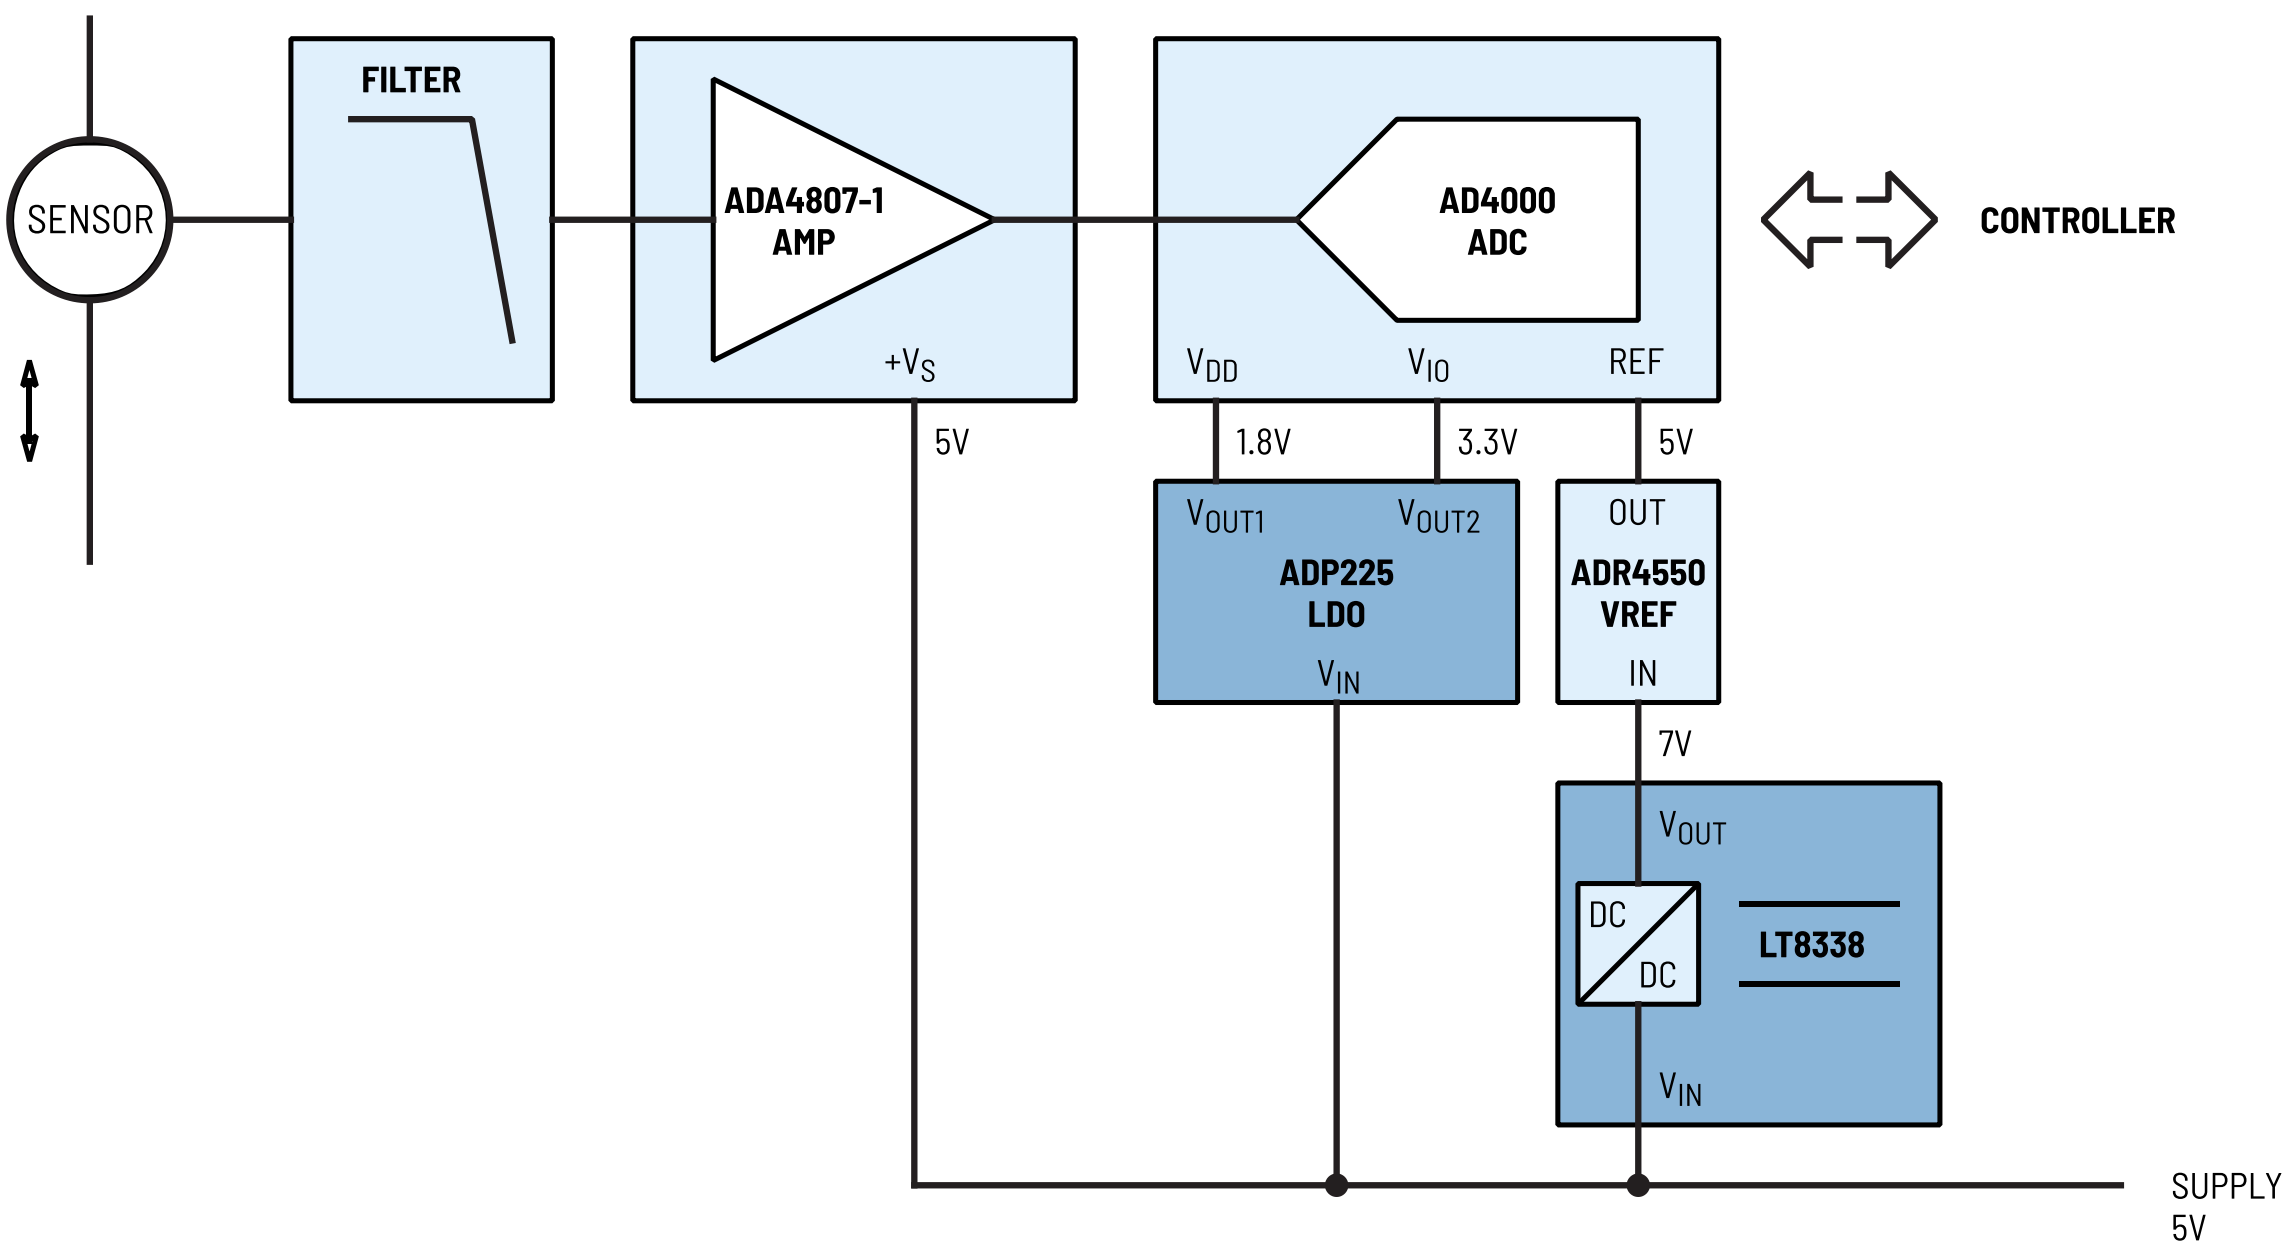 SENSOR
FILTER
ADA4807-1
AMP
+VS
5V
AD4000
ADC
VDD
VIO
REF
CONTROLLER
1.8V
3.3V
5V
VOUT1
VOUT2
ADP225
LDO
VIN
OUT
ADR4550
VREF
IN
7V
VOUT
DC
DC
LT8338
VIN
SUPPLY
5V